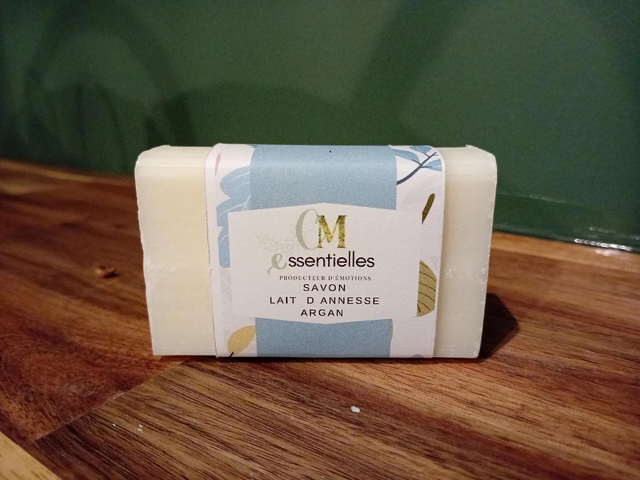 CM
essentielles
PRODUCTEUR D'ÉMOTIONS
SAVON
LAIT D ANNESSE
ARGAN